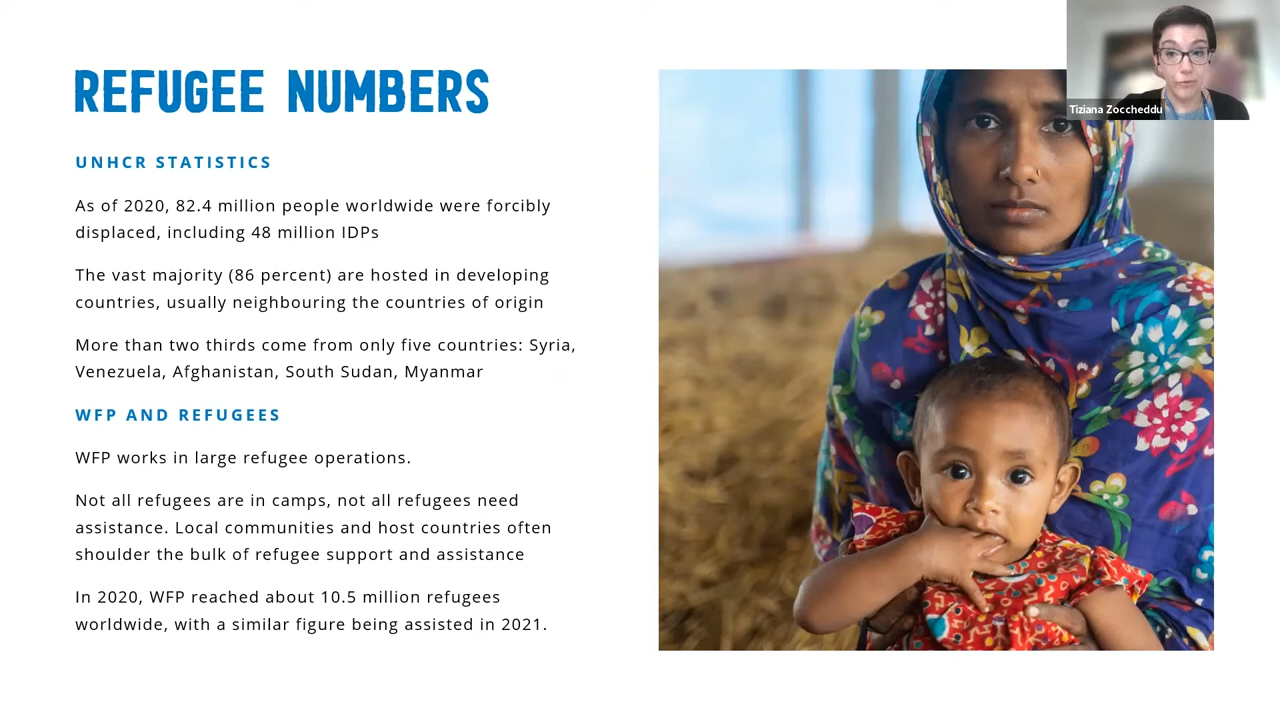 REFUGEE NUMBERS
UNHCR STATISTICS
As of 2020, 82.4 million people worldwide were forcibly
displaced, including 48 million IDPs
The vast majority (86 percent) are hosted in developing
countries, usually neighbouring the countries of origin
More than two thirds come from only five countries: Syria,
Venezuela, Afghanistan, South Sudan, Myanmar
WFP AND REFUGEES
WFP works in large refugee operations.
Not all refugees are in camps, not all refugees need
assistance. Local communities and host countries often
shoulder the bulk of refugee support and assistance
In 2020, WFP reached about 10.5 million refugees
worldwide, with a similar figure being assisted in 2021.
Tiziana Zoccheddu